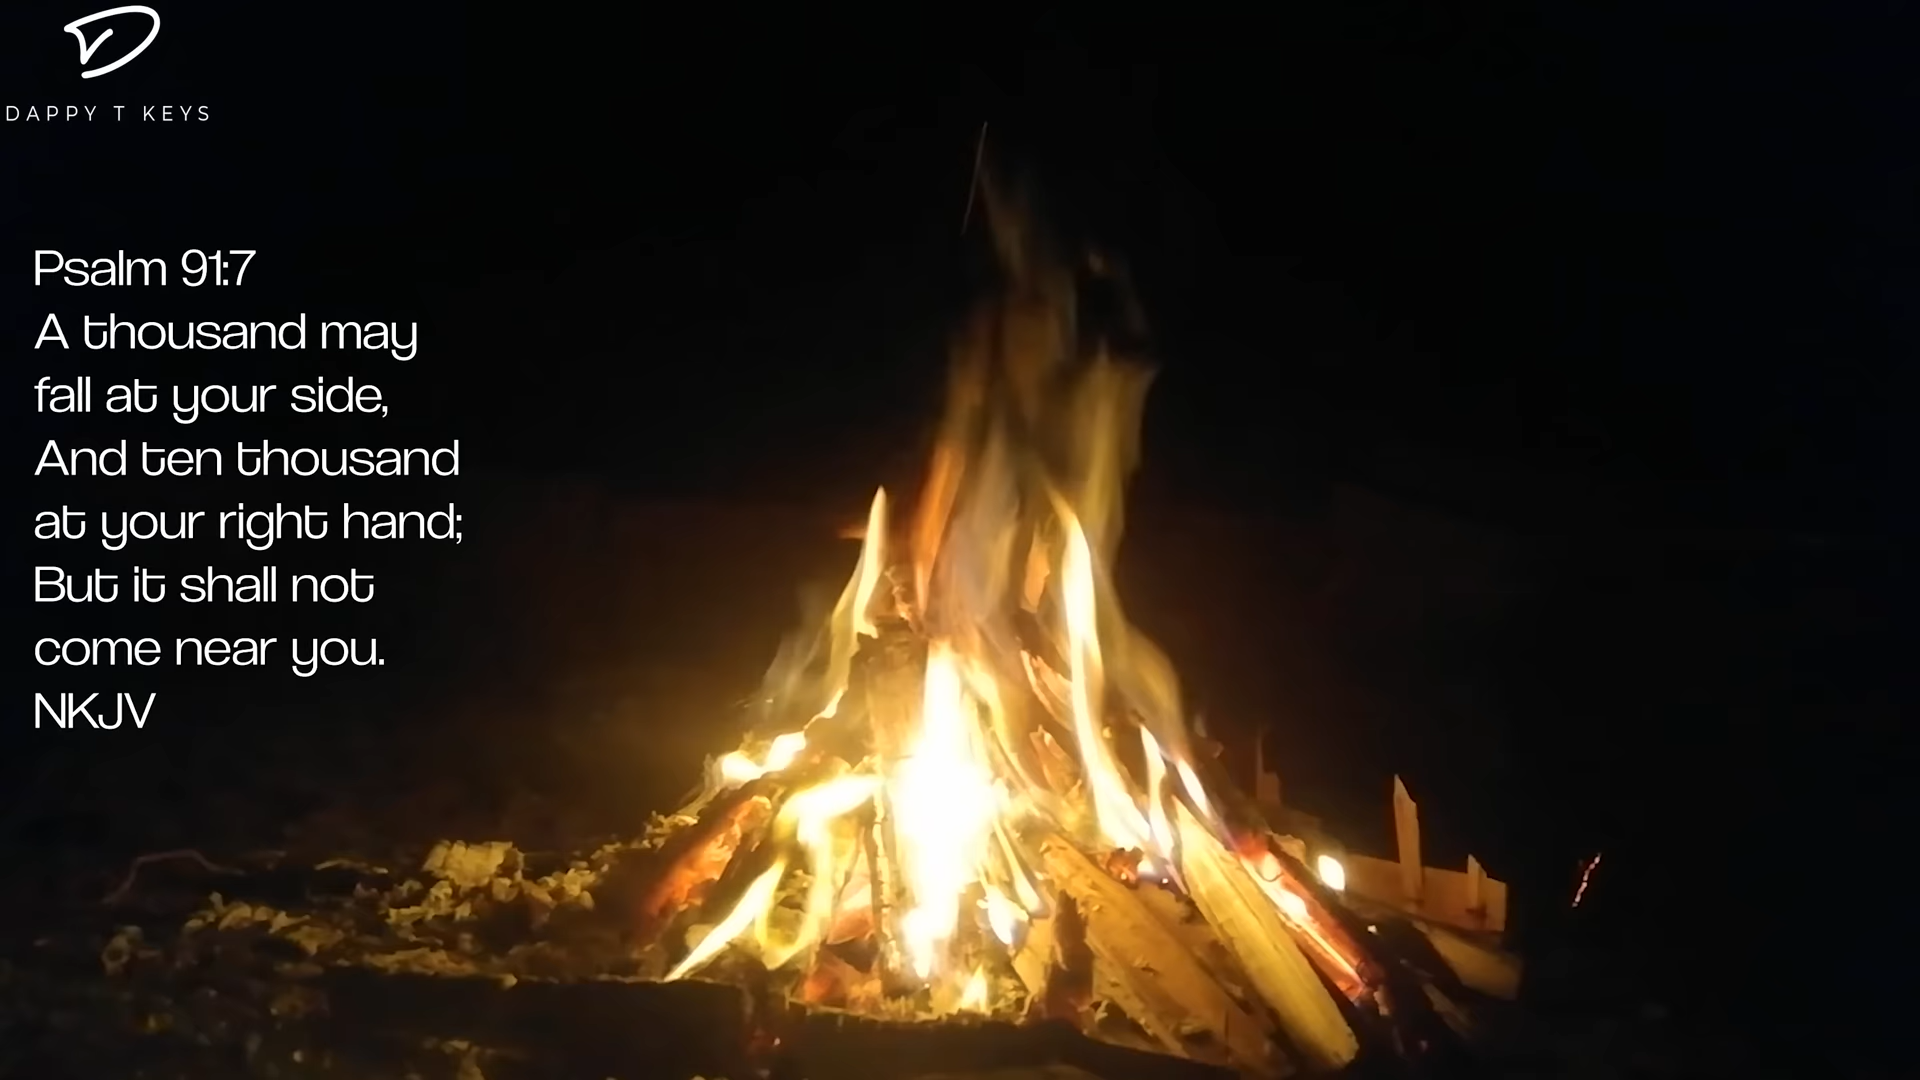 DAPPY T KEYS
Psalm 91:7
A thousand may
fall at your side,
And ten thousand
at your right hand;
But it shall not
come near you.
NKJV